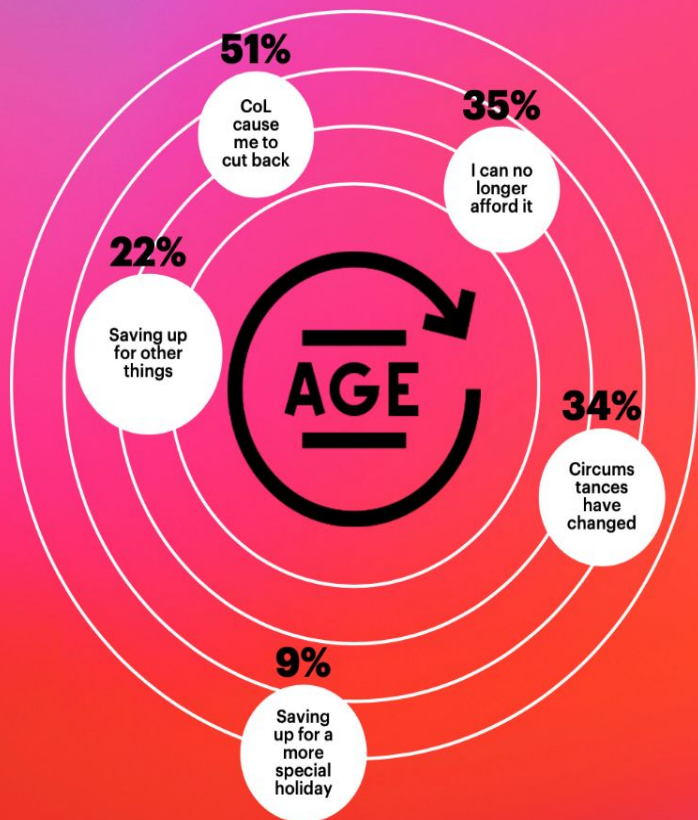 51%
CoL
cause
me to
cut back
35%
I can no
longer
afford it
22%
Saving up
for other
things
AGE
34%
Circums
tances
have
changed
9%
Saving
up for a
more
special
holiday